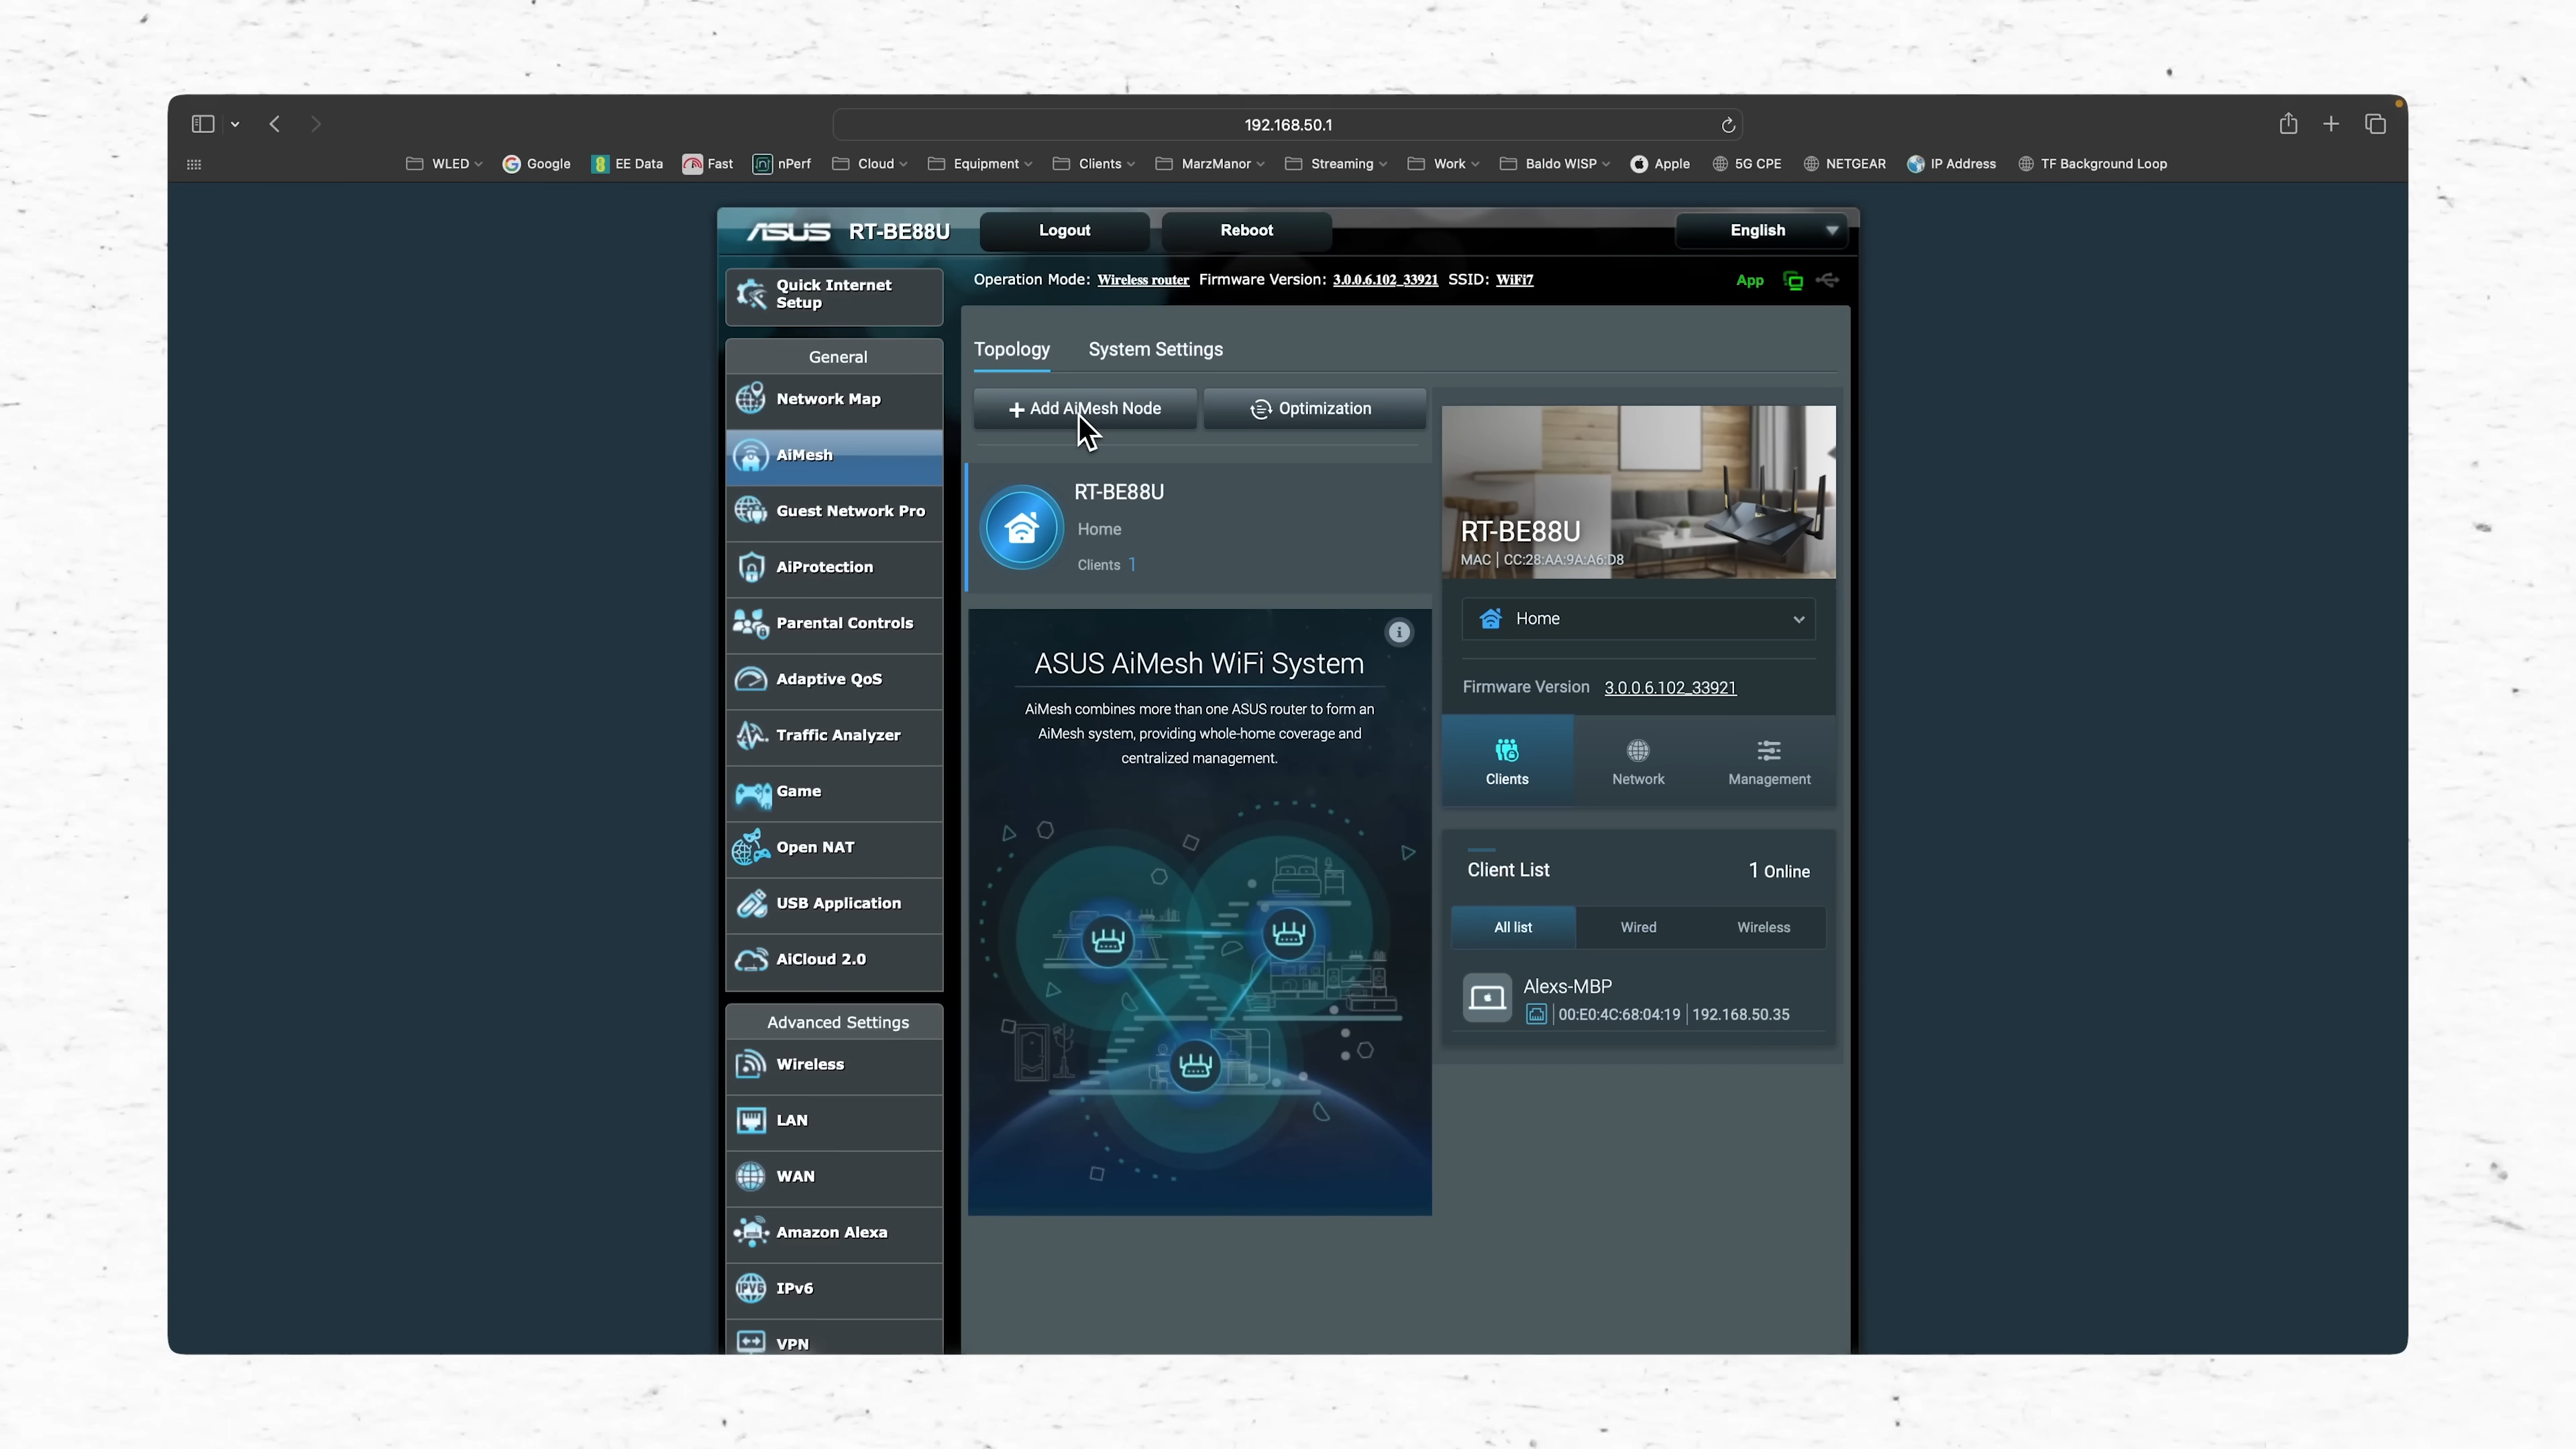 192.168.50.1
WLED
Google
EE Data
Fast
nPerf
Cloud
Equipment
Clients
MarzManor
Streaming
Work
Baldo WISP
Apple
5G CPE
NETGEAR
IP Address
TF Background Loop
ASUS RT-BE88U
Logout
Reboot
English
Quick Internet
Setup
Operation Mode: Wireless router Firmware Version: 3.0.0.6.102_33921 SSID: WiFi7
App
General
Network Map
AiMesh
Guest Network Pro
AiProtection
Parental Controls
Adaptive QoS
Traffic Analyzer
Game
Open NAT
USB Application
AiCloud 2.0
Advanced Settings
Wireless
LAN
WAN
Amazon Alexa
IPv6
VPN
Topology
System Settings
+ Add AiMesh Node
Optimization
RT-BE88U
Home
Clients 1
ASUS AiMesh WiFi System
AiMesh combines more than one ASUS router to form an
AiMesh system, providing whole-home coverage and
centralized management.
RT-BE88U
MAC | CC:28:AA:9A:A6:D8
Home
Firmware Version 3.0.0.6.102_33921
Clients
Network
Management
Client List
1 Online
All list
Wired
Wireless
Alexs-MBP
00:E0:4C:68:04:19 | 192.168.50.35